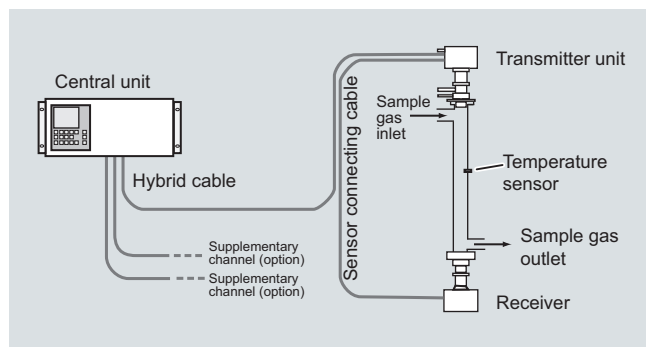 Central unit
Transmitter unit
Sample
gas
inlet
Sensor connecting cable
Temperature
sensor
Hybrid cable
Supplementary
channel (option)
Supplementary
channel (option)
Sample gas
outlet
Receiver